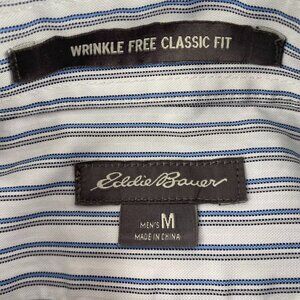 WRINKLE FREE CLASSIC FIT
Eddie Bauer
MEN'S M
MADE IN CHINA